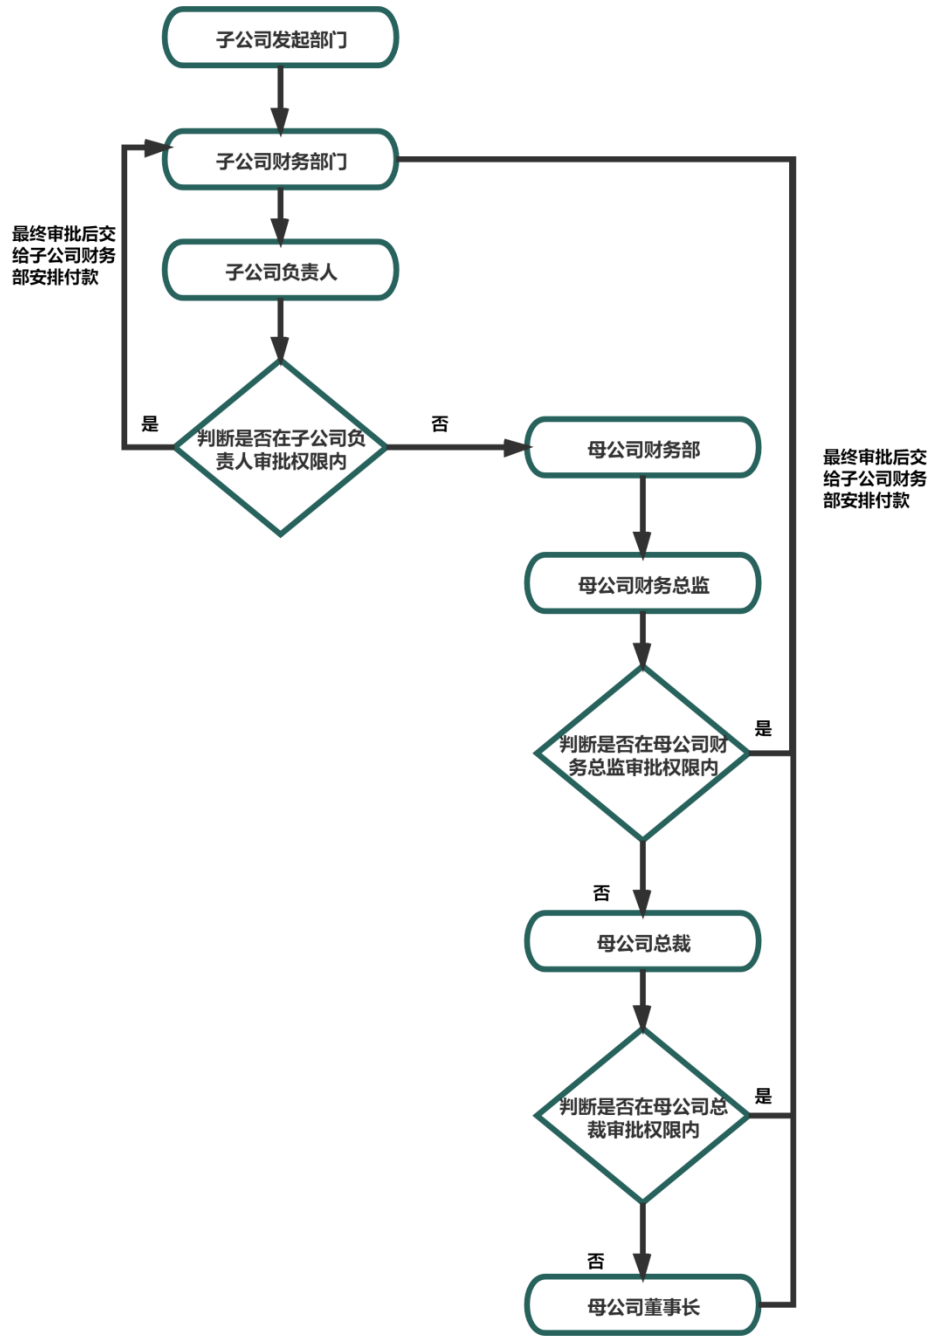 子公司发起部门
子公司财务部门
最终审批后交
给子公司财务
部安排付款
子公司负责人
是
判断是否在子公司负
责人审批权限内
否
母公司财务部
最终审批后交
给子公司财务
部安排付款
母公司财务总监
判断是否在母公司财
务总监审批权限内
是
否
母公司总裁
判断是否在母公司总
裁审批权限内
是
否
母公司董事长